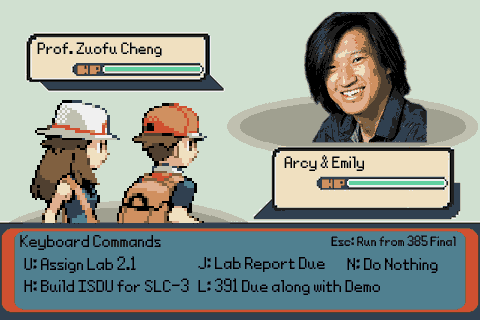 Prof. Zuofu Cheng
HP
Arcy & Emily
HP
Keyboard Commands
Esc: Run from 385 Final
U: Assign Lab 2.1
J: Lab Report Due
N: Do Nothing
H: Build ISDU for SLC-3
L: 391 Due along with Demo